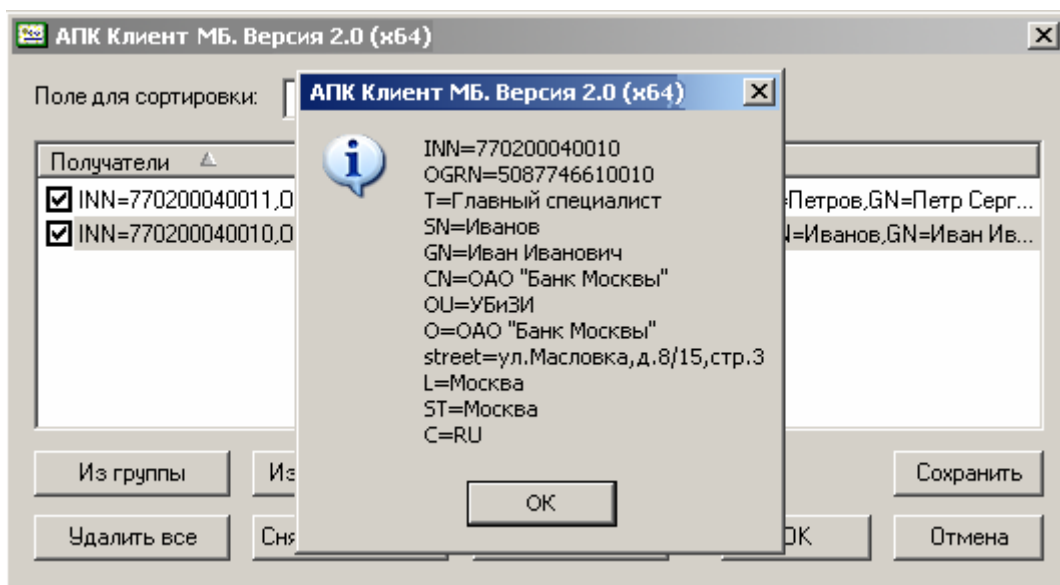 АПК Клиент МБ. Версия 2.0 (x64)
Поле для сортировки:
АПК Клиент МБ. Версия 2.0 (x64)
INN=770200040010
OGRN=5087746610010
T=Главный специалист
SN=Иванов
GN=Иван Иванович
CN=ОАО "Банк Москвы"
OU=УБиЗИ
O=ОАО "Банк Москвы"
street=ул.Масловка,д.8/15,стр.3
L=Москва
ST=Москва
C=RU
OK
Получатели
INN=770200040011,O =Петров,GN=Петр Серг...
INN=770200040010,O =Иванов,GN=Иван Ив...
Из группы Сохранить
Удалить все Отмена